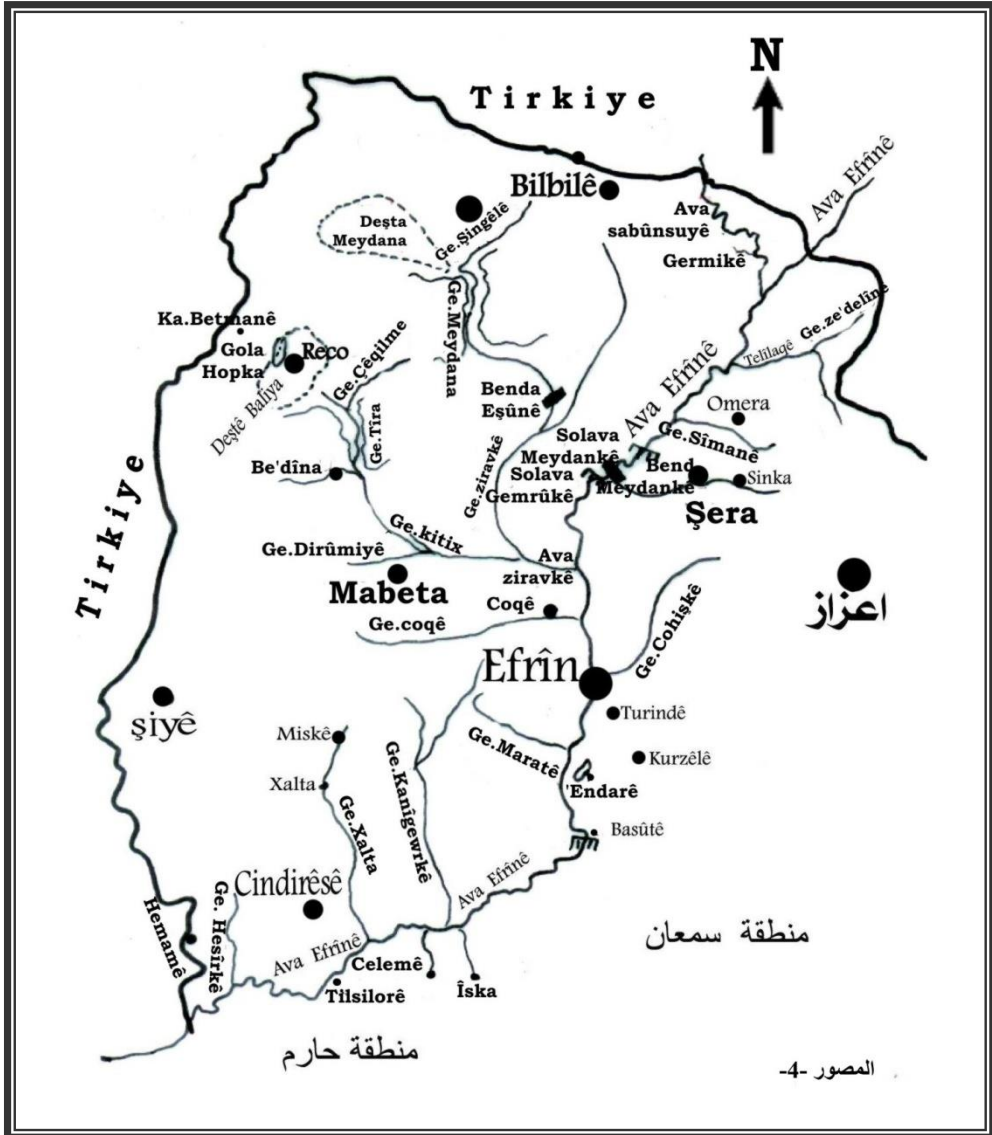 N
Tirkiye
Bilbilê
Ava Efrînê
Deşta
Meydana
Ge.Şingêlê
Ava
sabûnsuyê
Germikê
Ge.Meydana
Ge.ze'delîne
Telîlaqê
Ka.Betmanê
Gola
Hopka
Reco
Deştê Baliya
Ge.Çêqilme
Ge.Tîra
Benda
Eşûnê
Ava Efrînê
Omera
Ge.Sîmanê
Solava
Meydankê
Solava
Gemrûkê
Bend
Meydankê
Sinka
Şera
Be'dîna
Ge.ziravkê
Tirkiye
Ge.kitix
Ge.Dirûmiyê
Ava
ziravkê
Mabeta
Coqê
Ge.coqê
Ge.Cohişkê
اعزاز
Efrîn
şiyê
Turindê
Miskê
Ge.Maratê
Kurzêlê
Xalta
Ge.Kanîgewrkê
'Endarê
Ge.Xalta
Basûtê
Cindirêsê
Ava Efrînê
Hemamê
Ge. Hesîrkê
Ava Efrînê
منطقة سمعان
Celemê
Tilsilorê
Îska
منطقة حارم
المصور -4-